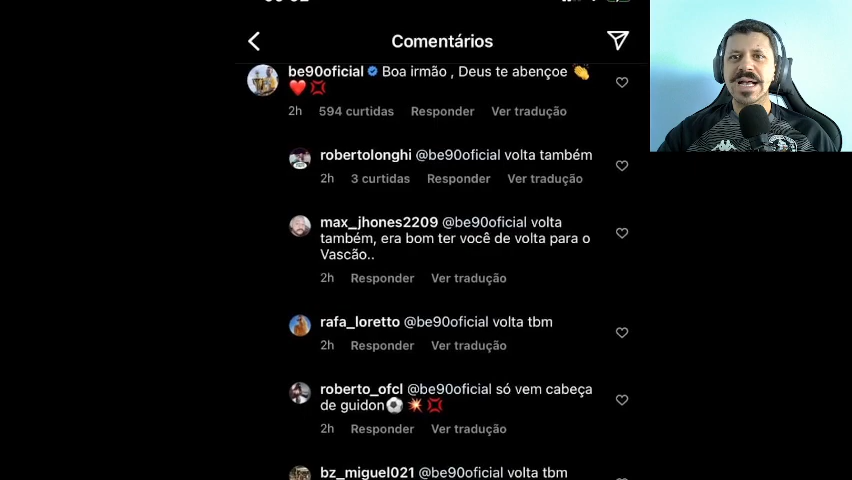 Comentários
be90oficial Boa irmão , Deus te abençoe 👏
❤️💢
2h 594 curtidas Responder Ver tradução
robertolonghi @be90oficial volta também
2h 3 curtidas Responder Ver tradução
max_jhones2209 @be90oficial volta
também, era bom ter você de volta para o
Vascão..
2h Responder Ver tradução
rafa_loretto @be90oficial volta tbm
2h Responder Ver tradução
roberto_ofcl @be90oficial só vem cabeça
de guidon⚽💥💢
2h Responder Ver tradução
bz_miguel021 @be90oficial volta tbm